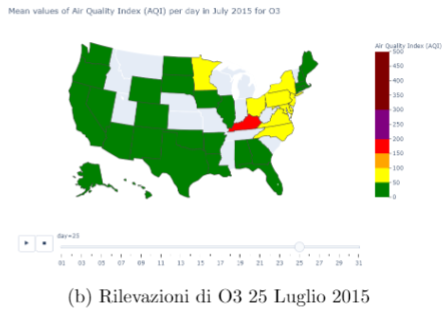 Mean values of Air Quality Index (AQI) per day in July 2015 for O3
Air Quality Index (AQI)
500
450
400
350
300
250
200
150
100
50
0
day=25
01 03 05 07 09 11 13 15 17 19 21 23 25 27 29 31
(b) Rilevazioni di O3 25 Luglio 2015